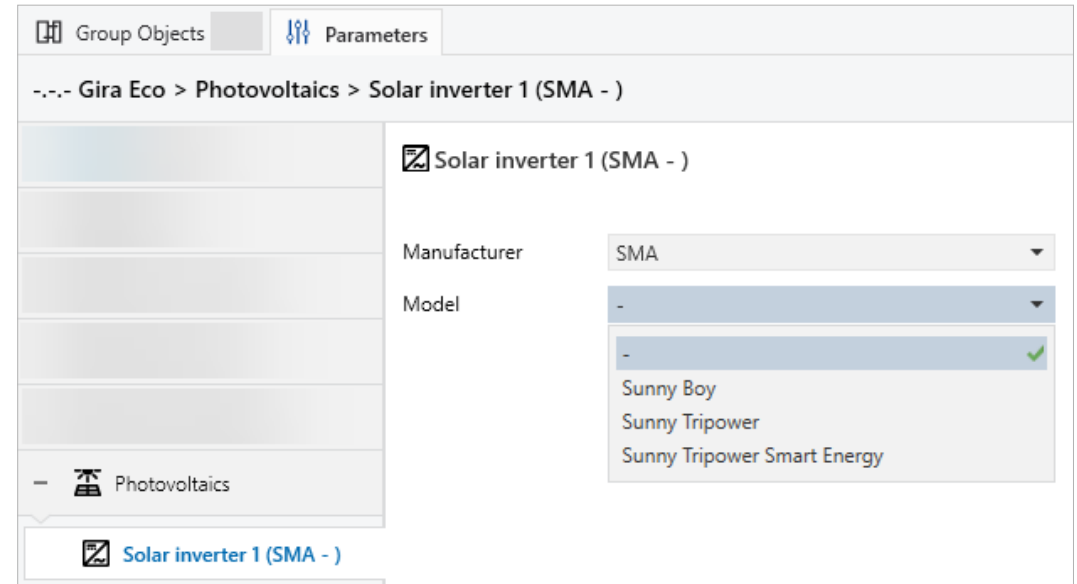 Group Objects
Parameters
-.-.- Gira Eco > Photovoltaics > Solar inverter 1 (SMA - )
Solar inverter 1 (SMA - )
Manufacturer SMA
Model -
-
Sunny Boy
Sunny Tripower
Sunny Tripower Smart Energy
Photovoltaics
Solar inverter 1 (SMA - )